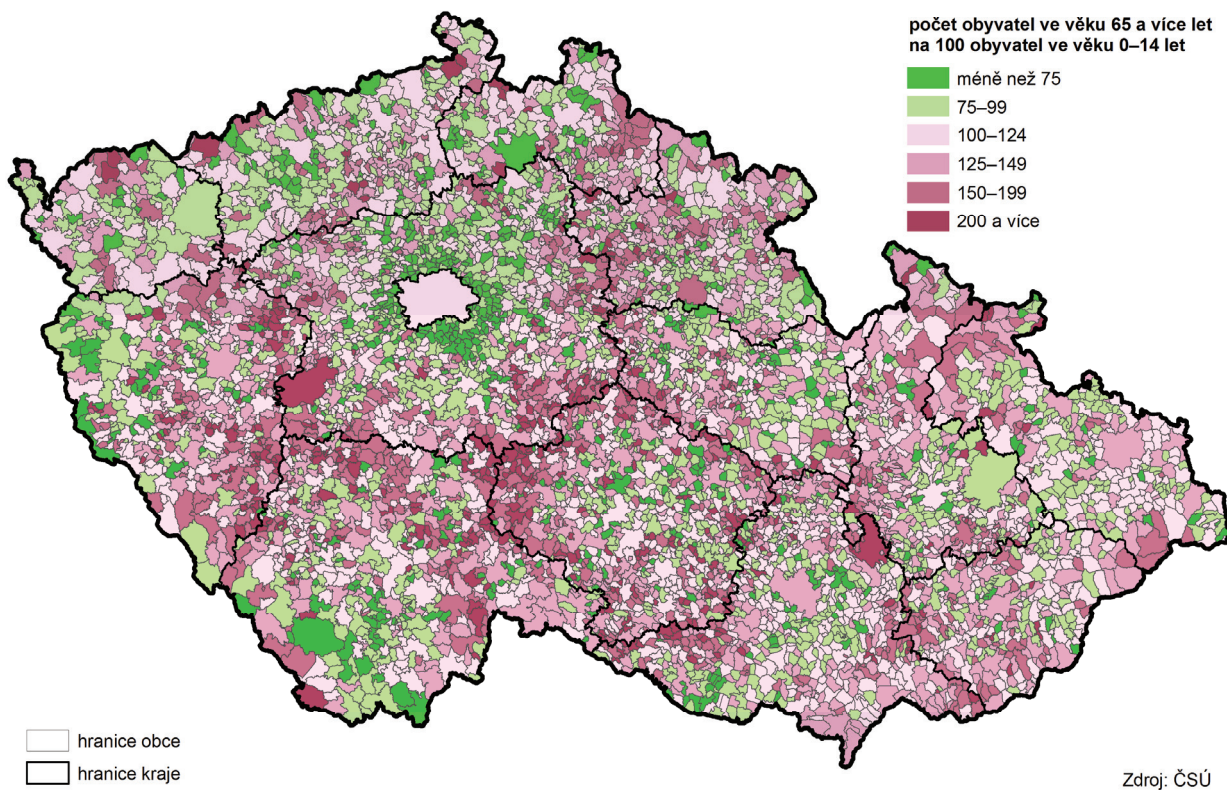 počet obyvatel ve věku 65 a více let
na 100 obyvatel ve věku 0–14 let
méně než 75
75–99
100–124
125–149
150–199
200 a více
hranice obce
hranice kraje
Zdroj: ČSÚ